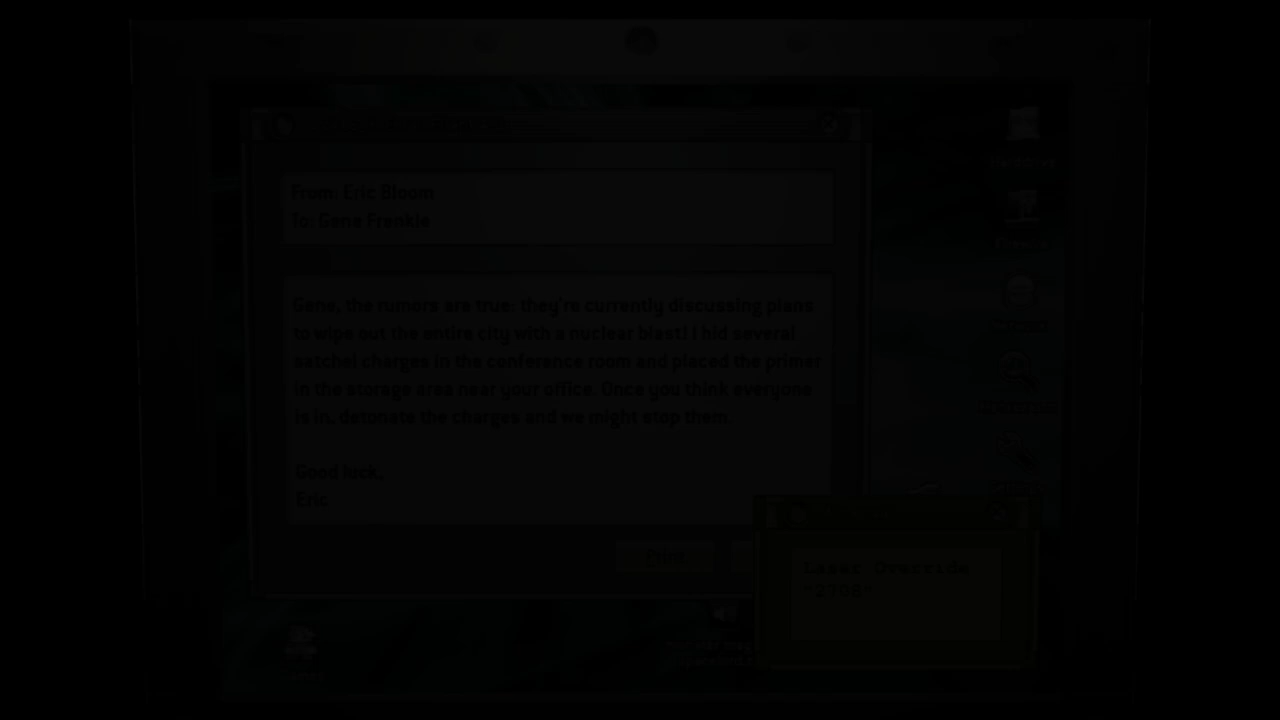 From: Eric Bloom
To: Gene Frankie
Gene, the rumors are true: they're currently discussing plans
to wipe out the entire city with a nuclear blast! I hid several
satchel charges in the conference room and placed the primer
in the storage area near your office. Once you think everyone
is in, detonate the charges and we might stop them.
Good luck,
Eric
Print
Laser Override
"2708"